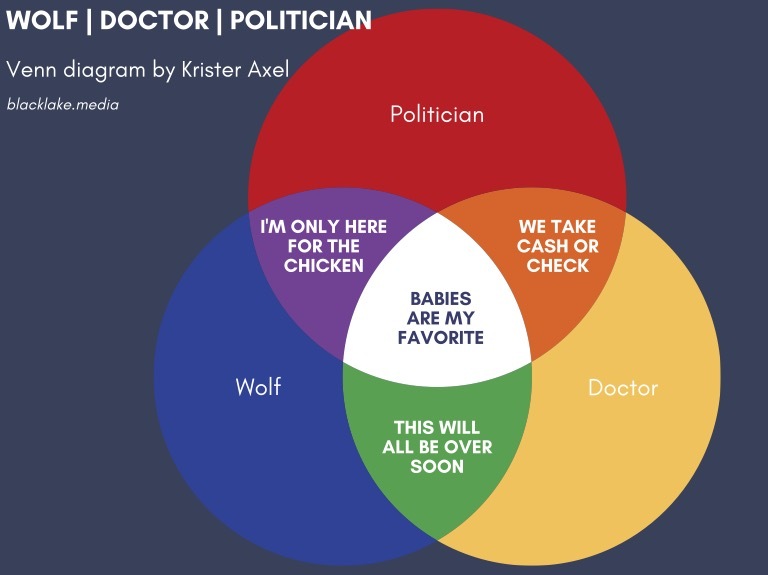 WOLF | DOCTOR | POLITICIAN
Venn diagram by Krister Axel
blacklake.media
Politician
I'M ONLY HERE
FOR THE
CHICKEN
WE TAKE
CASH OR
CHECK
BABIES
ARE MY
FAVORITE
Wolf
Doctor
THIS WILL
ALL BE OVER
SOON